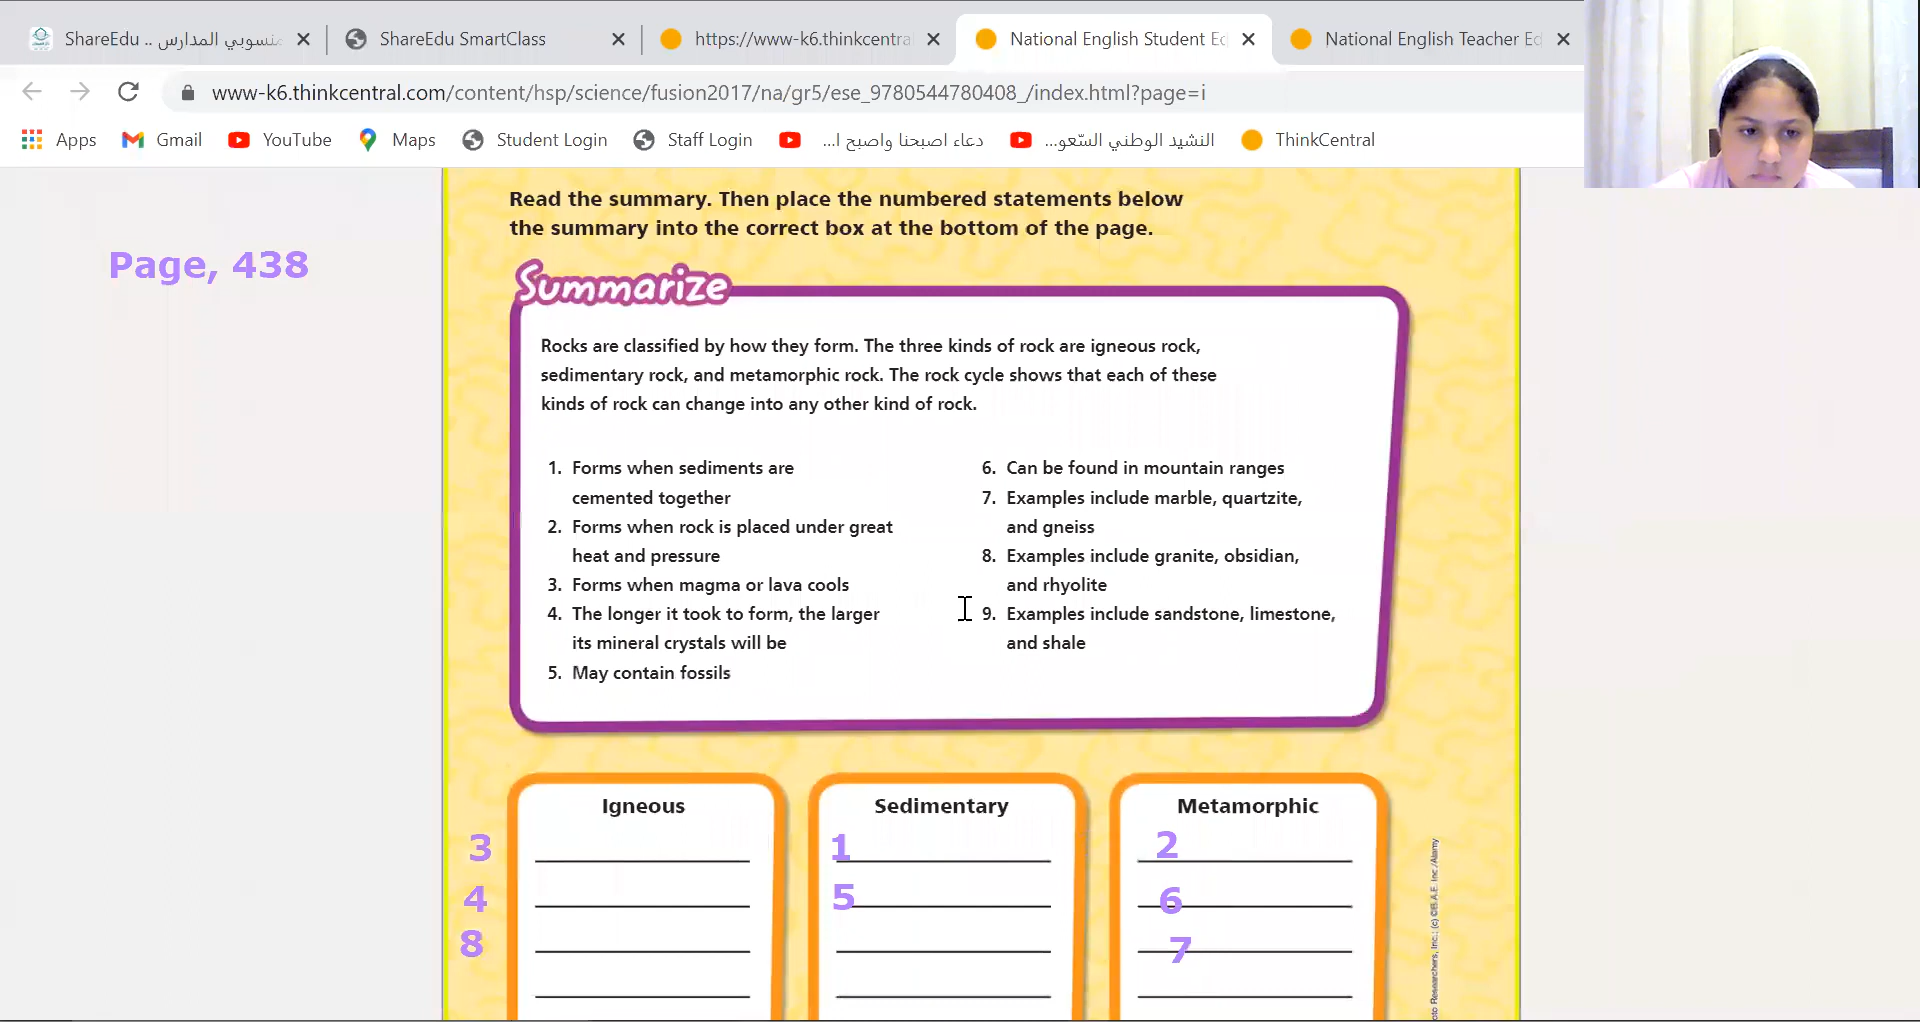 منسوبي المدارس .. ShareEdu
ShareEdu SmartClass
https://www-k6.thinkcentral
National English Student Ed
National English Teacher Ed
www-k6.thinkcentral.com/content/hsp/science/fusion2017/na/gr5/ese_9780544780408_/index.html?page=i
Apps
Gmail
YouTube
Maps
Student Login
Staff Login
دعاء اصبحنا واصبح ا...
النشيد الوطني السّعو...
ThinkCentral
Page, 438
Read the summary. Then place the numbered statements below
the summary into the correct box at the bottom of the page.
Summarize
Rocks are classified by how they form. The three kinds of rock are igneous rock,
sedimentary rock, and metamorphic rock. The rock cycle shows that each of these
kinds of rock can change into any other kind of rock.
1. Forms when sediments are
cemented together
2. Forms when rock is placed under great
heat and pressure
3. Forms when magma or lava cools
4. The longer it took to form, the larger
its mineral crystals will be
5. May contain fossils
6. Can be found in mountain ranges
7. Examples include marble, quartzite,
and gneiss
8. Examples include granite, obsidian,
and rhyolite
9. Examples include sandstone, limestone,
and shale
Igneous
3
4
8
Sedimentary
1
5
Metamorphic
2
6
7
Researchers, Inc.; (c) ©B.A.E. Inc./Alamy